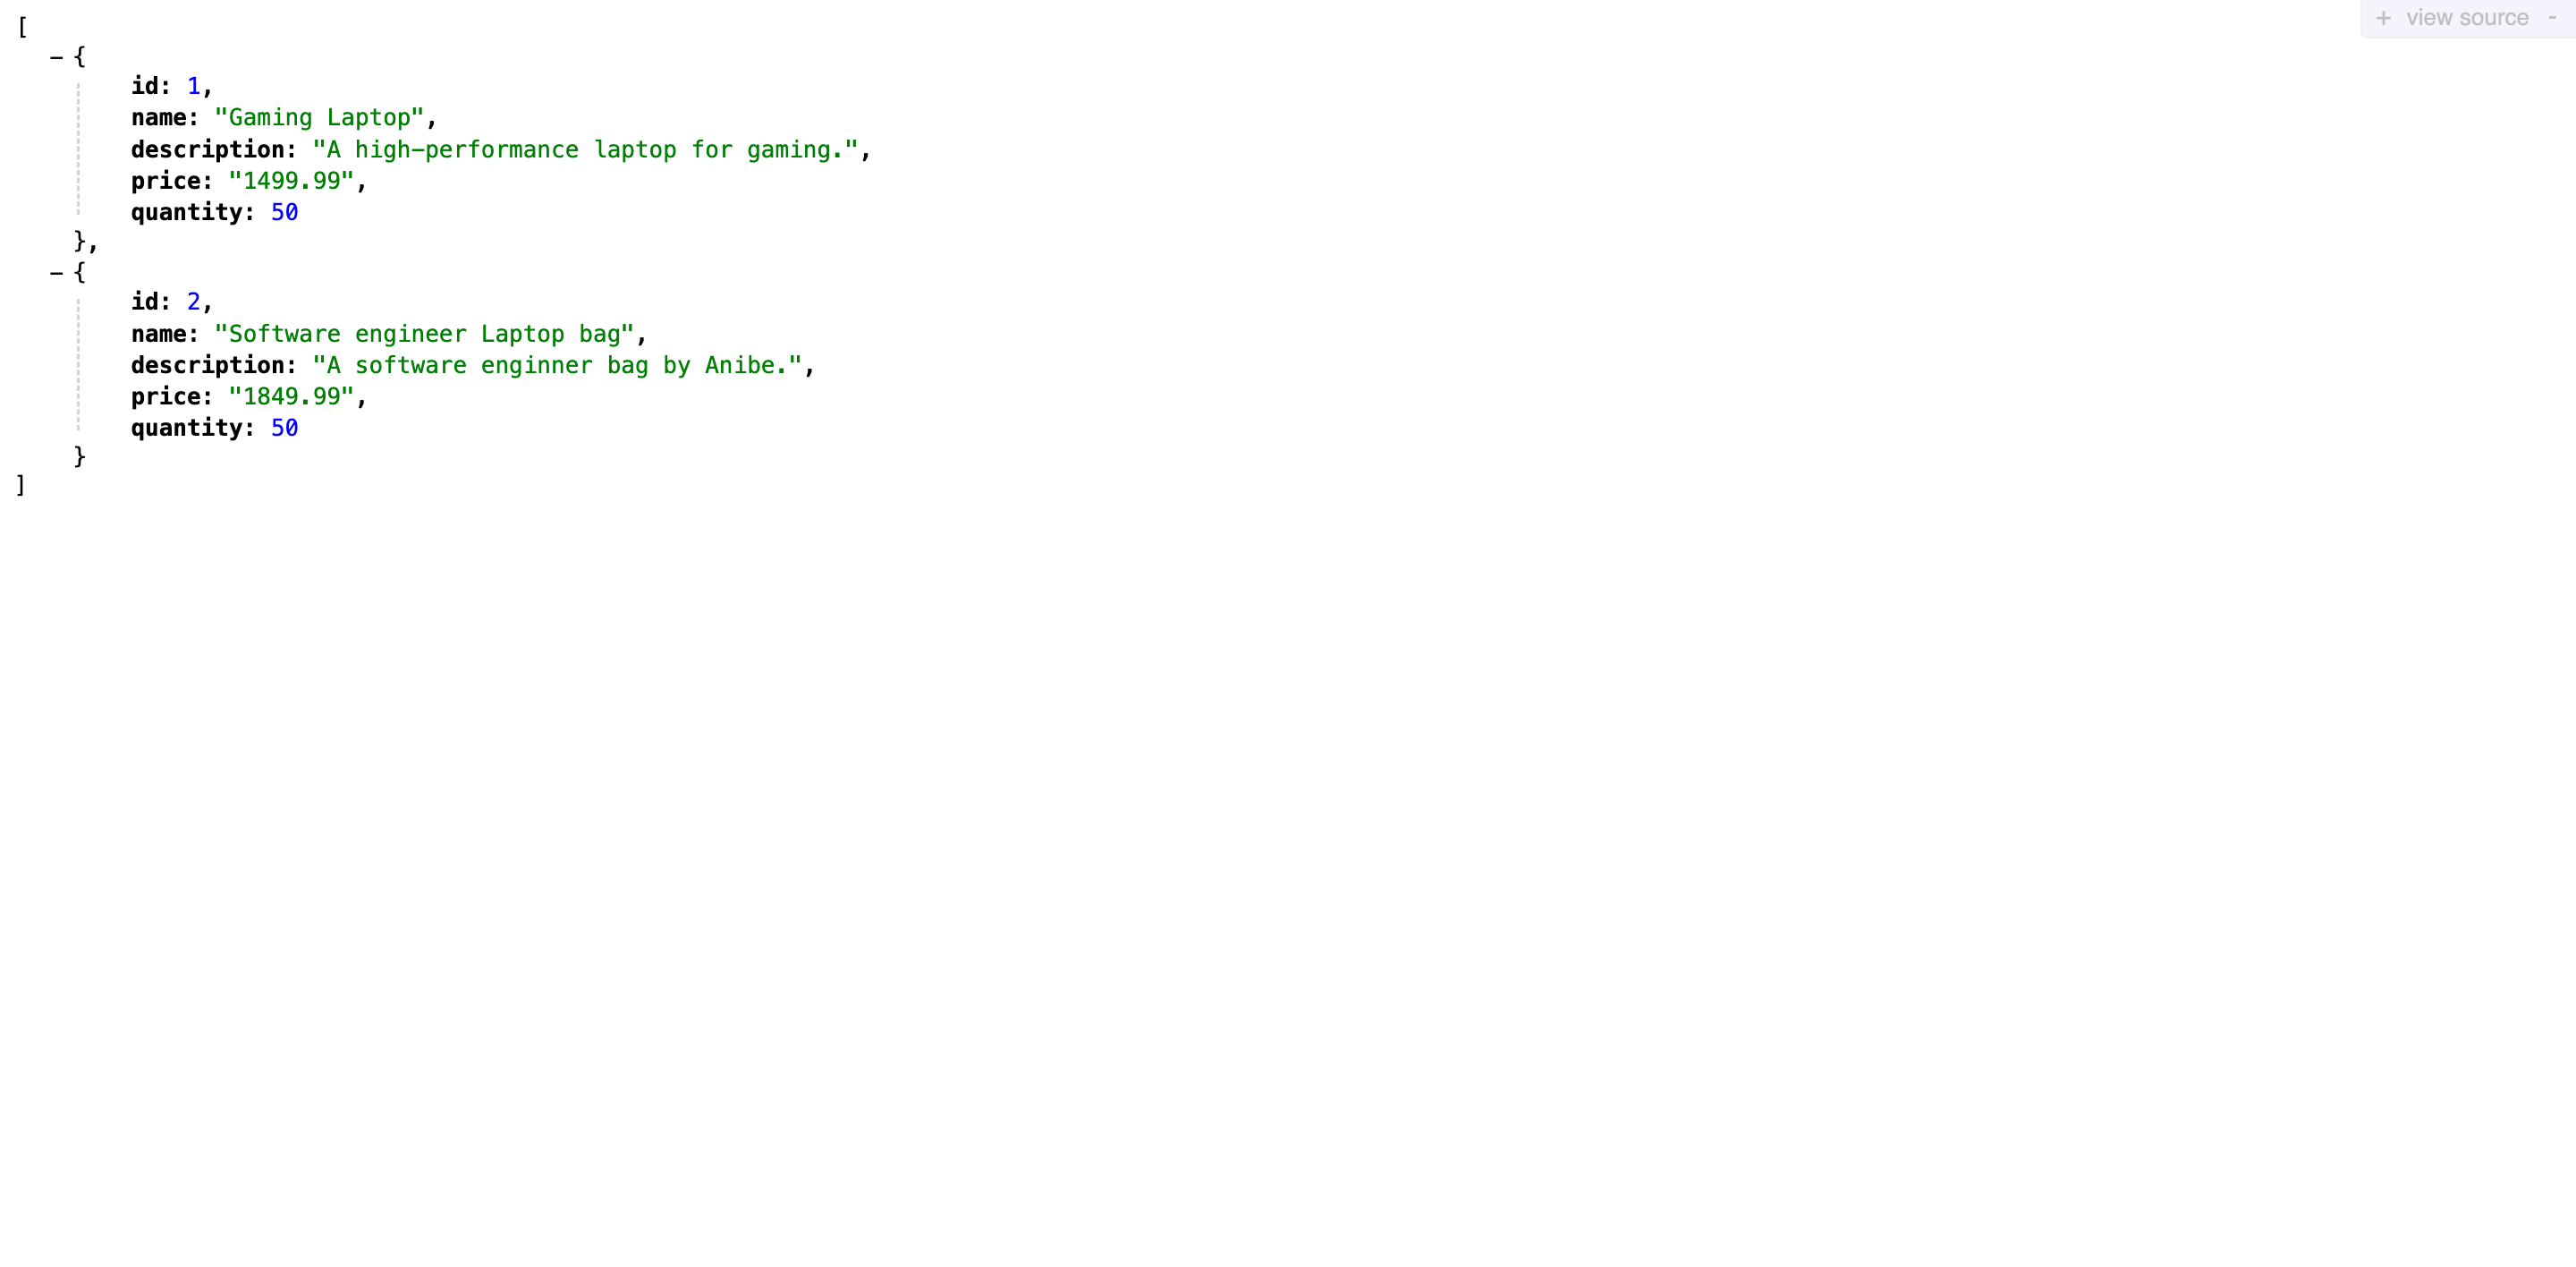 + view source -
[
- {
id: 1,
name: "Gaming Laptop",
description: "A high-performance laptop for gaming.",
price: "1499.99",
quantity: 50
},
- {
id: 2,
name: "Software engineer Laptop bag",
description: "A software enginner bag by Anibe.",
price: "1849.99",
quantity: 50
}
]